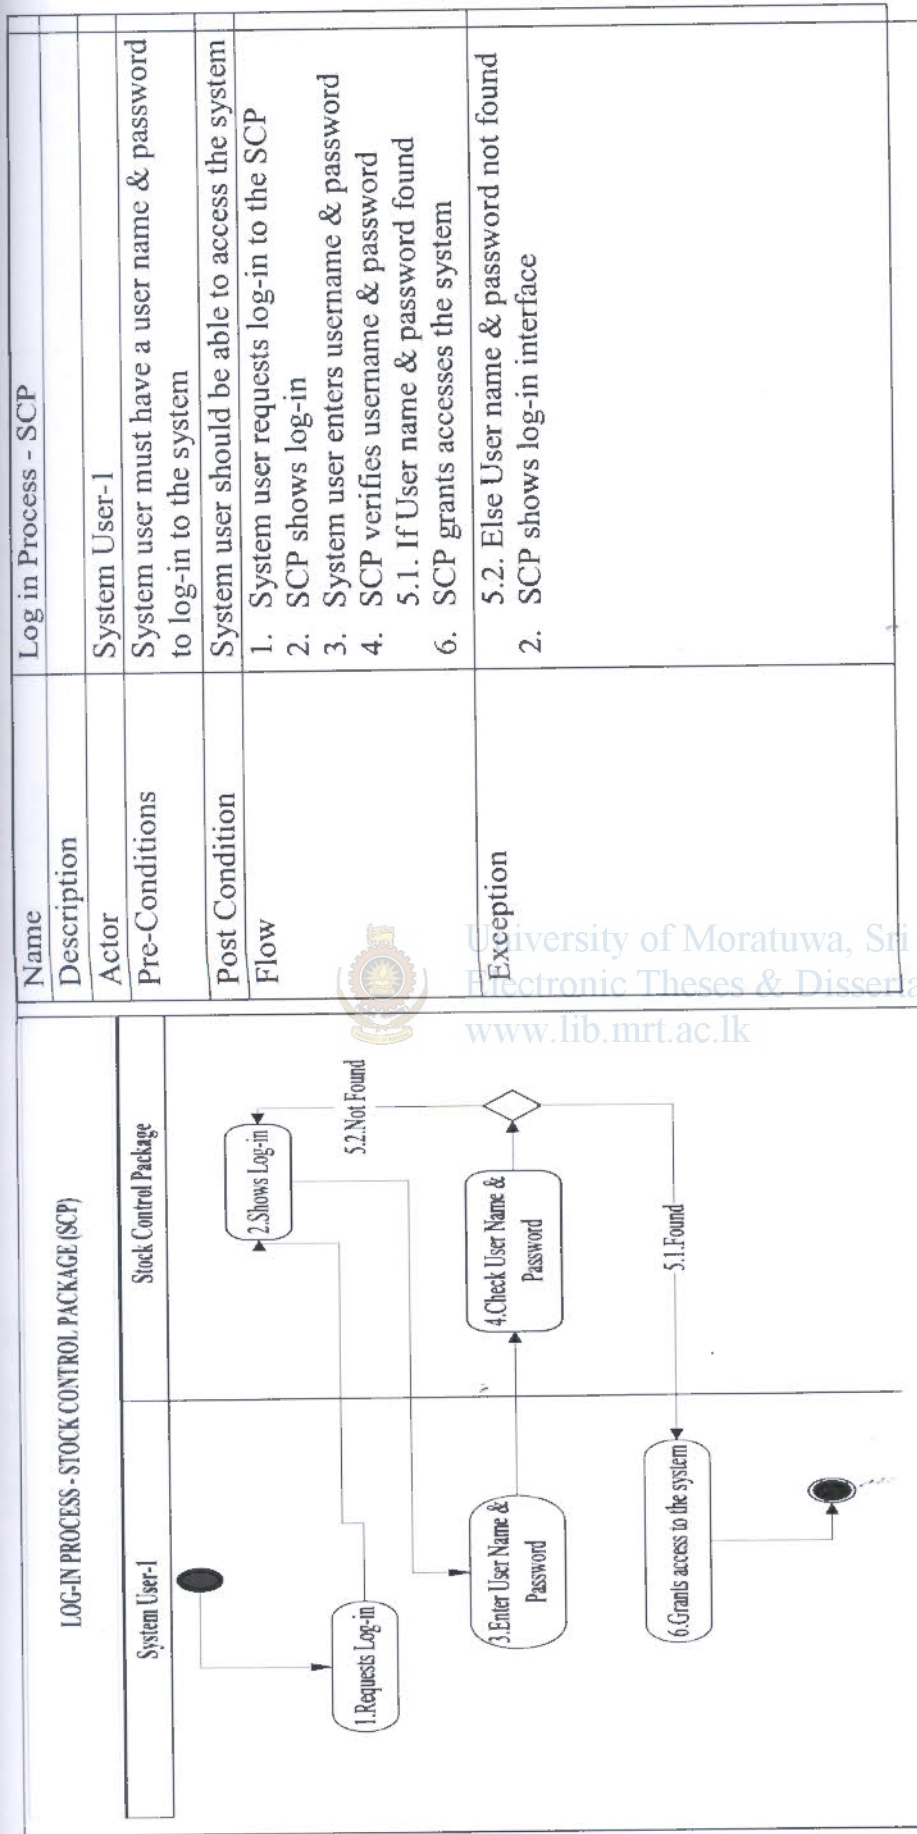 LOG-IN PROCESS - STOCK CONTROL PACKAGE (SCP)
System User-1
Stock Control Package
1.Requests Log-in
2.Shows Log-in
5.2.Not Found
3.Enter User Name &
Password
4.Check User Name &
Password
5.1.Found
6.Grants access to the system
Name
Log in Process - SCP
Description
Actor
System User-1
Pre-Conditions
System user must have a user name & password
to log-in to the system
Post Condition
System user should be able to access the system
Flow
1. System user requests log-in to the SCP
2. SCP shows log-in
3. System user enters username & password
4. SCP verifies username & password
5.1. If User name & password found
6. SCP grants accesses the system
Exception
5.2. Else User name & password not found
2. SCP shows log-in interface
University of Moratuwa, Sri
Electronic Theses & Disserta
www.lib.mrt.ac.lk